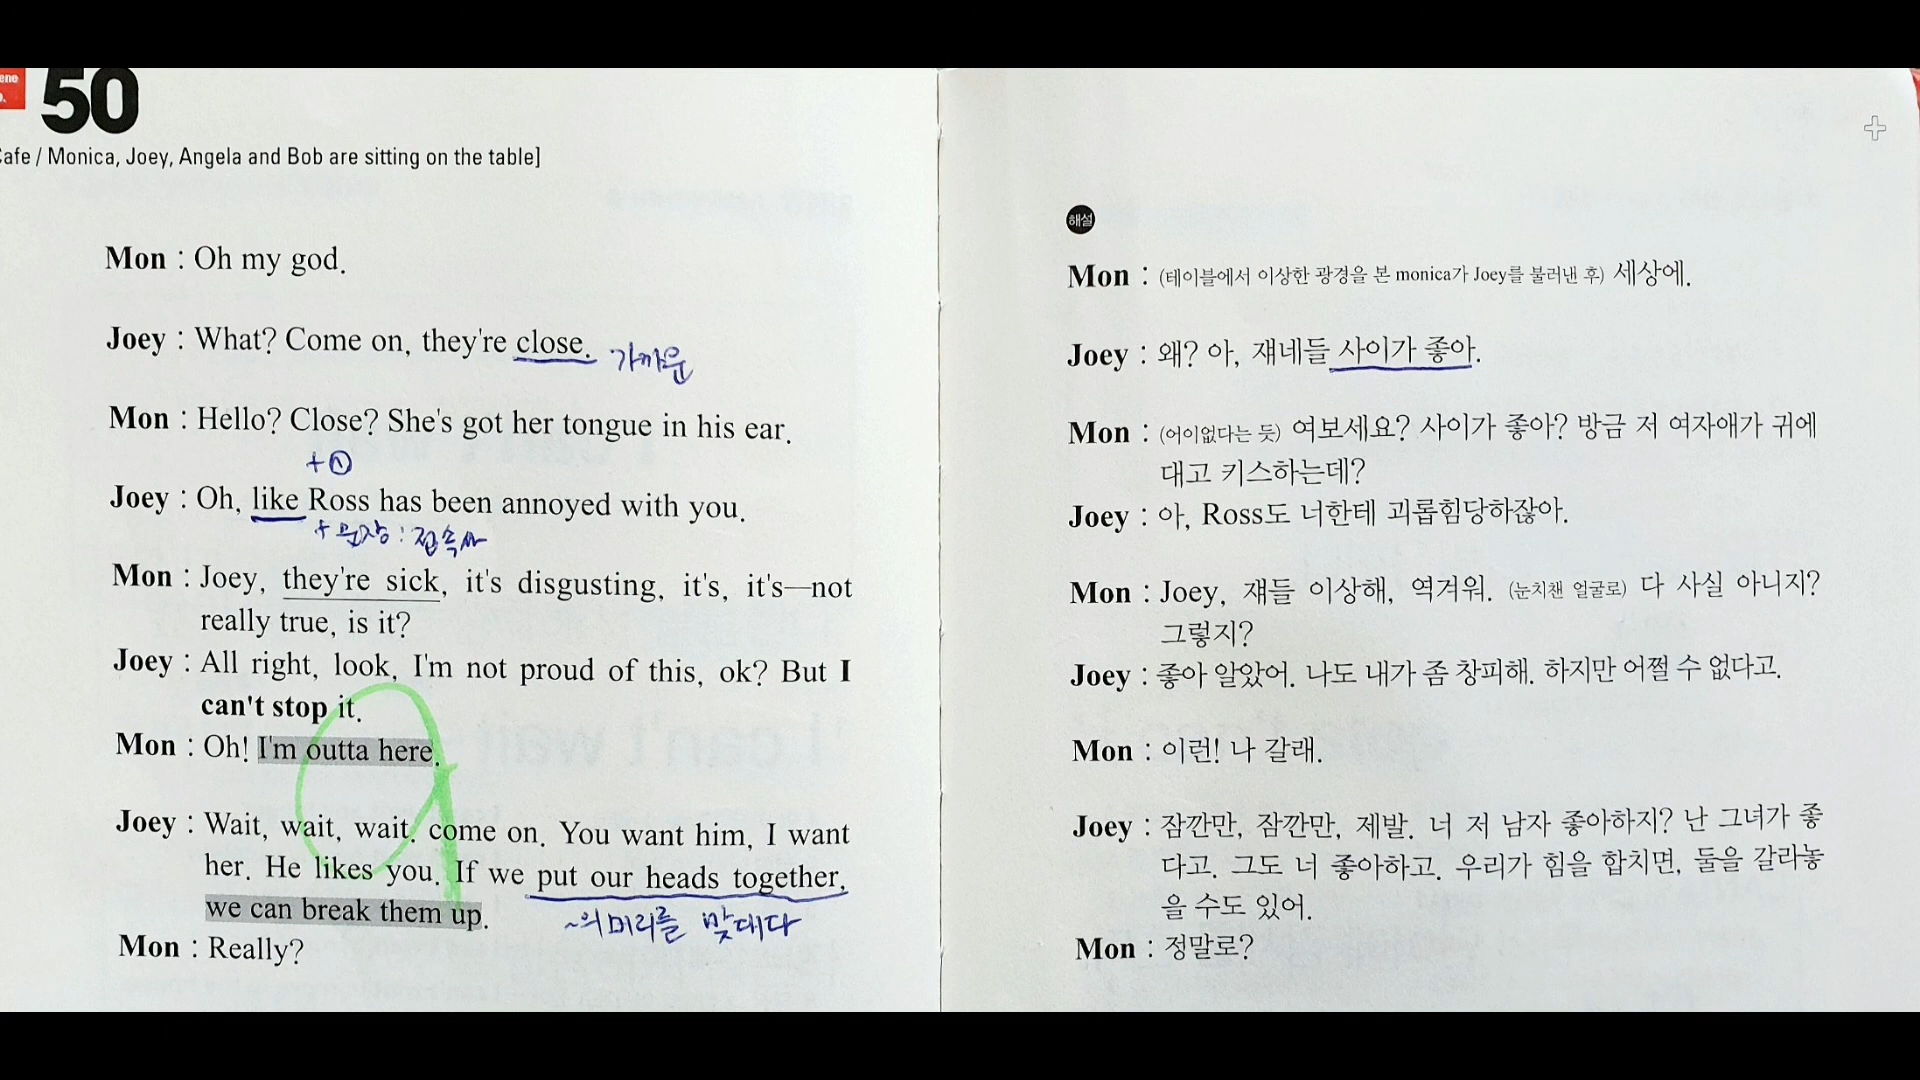 ene
50
Cafe / Monica, Joey, Angela and Bob are sitting on the table]
Mon : Oh my god.
Joey : What? Come on, they're close. 가까운
Mon : Hello? Close? She's got her tongue in his ear.
+ⓝ
Joey : Oh, like Ross has been annoyed with you.
+ 문장 : 접속사
Mon : Joey, they're sick, it's disgusting, it's, it's—not
really true, is it?
Joey : All right, look, I'm not proud of this, ok? But I
can't stop it.
Mon : Oh! I'm outta here.
Joey : Wait, wait, wait, come on. You want him, I want
her. He likes you. If we put our heads together,
we can break them up.
~의 머리를 맞대다
Mon : Really?
9
해설
Mon : (테이블에서 이상한 광경을 본 monica가 Joey를 불러낸 후) 세상에.
Joey : 왜? 아, 쟤네들 사이가 좋아.
Mon : (어이없다는 듯) 여보세요? 사이가 좋아? 방금 저 여자애가 귀에
대고 키스하는데?
Joey : 아, Ross도 너한테 괴롭힘당하잖아.
Mon : Joey, 쟤들 이상해, 역겨워. (눈치챈 얼굴로) 다 사실 아니지?
그렇지?
Joey : 좋아 알았어. 나도 내가 좀 창피해. 하지만 어쩔 수 없다고.
Mon : 이런! 나 갈래.
Joey : 잠깐만, 잠깐만, 제발. 너 저 남자 좋아하지? 난 그녀가 좋
다고. 그도 너 좋아하고. 우리가 힘을 합치면, 둘을 갈라놓
을 수도 있어.
Mon : 정말로?